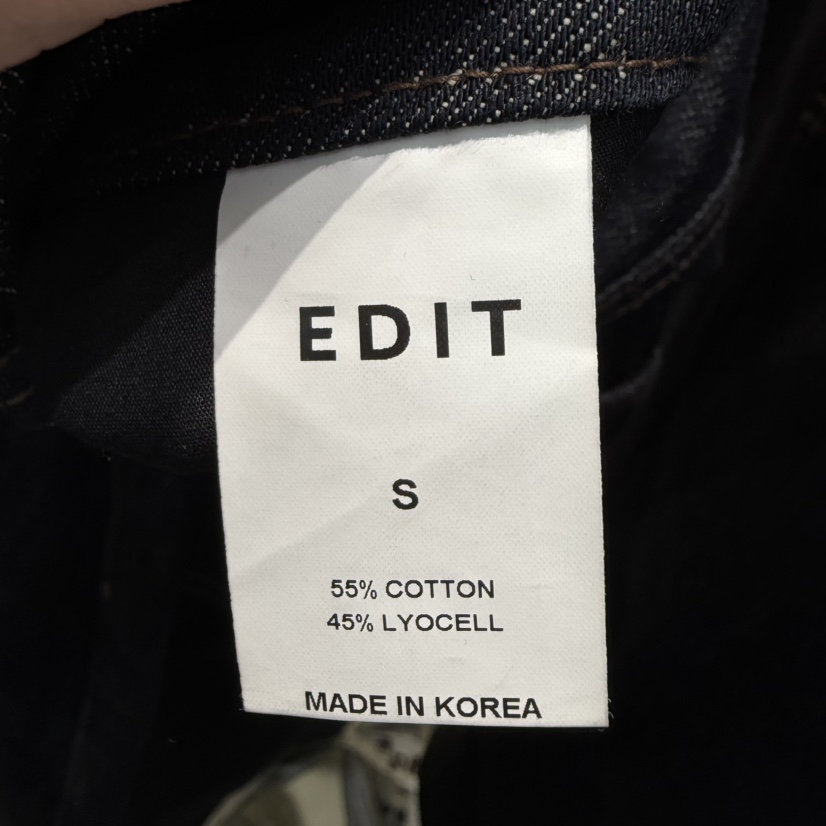 EDIT
S
55% COTTON
45% LYOCELL
MADE IN KOREA